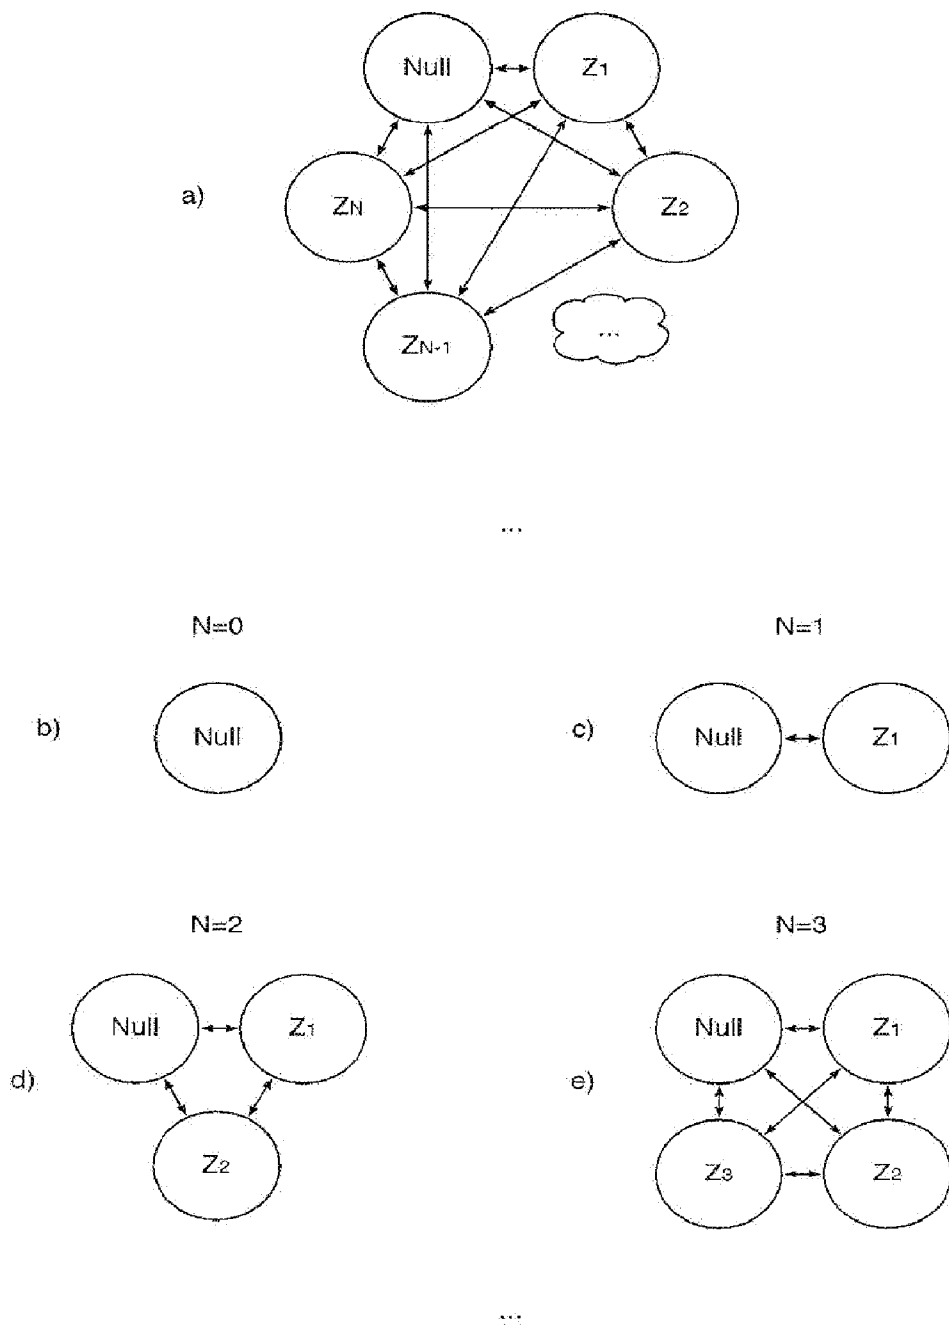 Null
Z1
a)
ZN
Z2
ZN-1
...
...
N=0
N=1
b)
Null
c)
Null
Z1
N=2
N=3
Null
Z1
Null
Z1
d)
e)
Z2
Z3
Z2
...